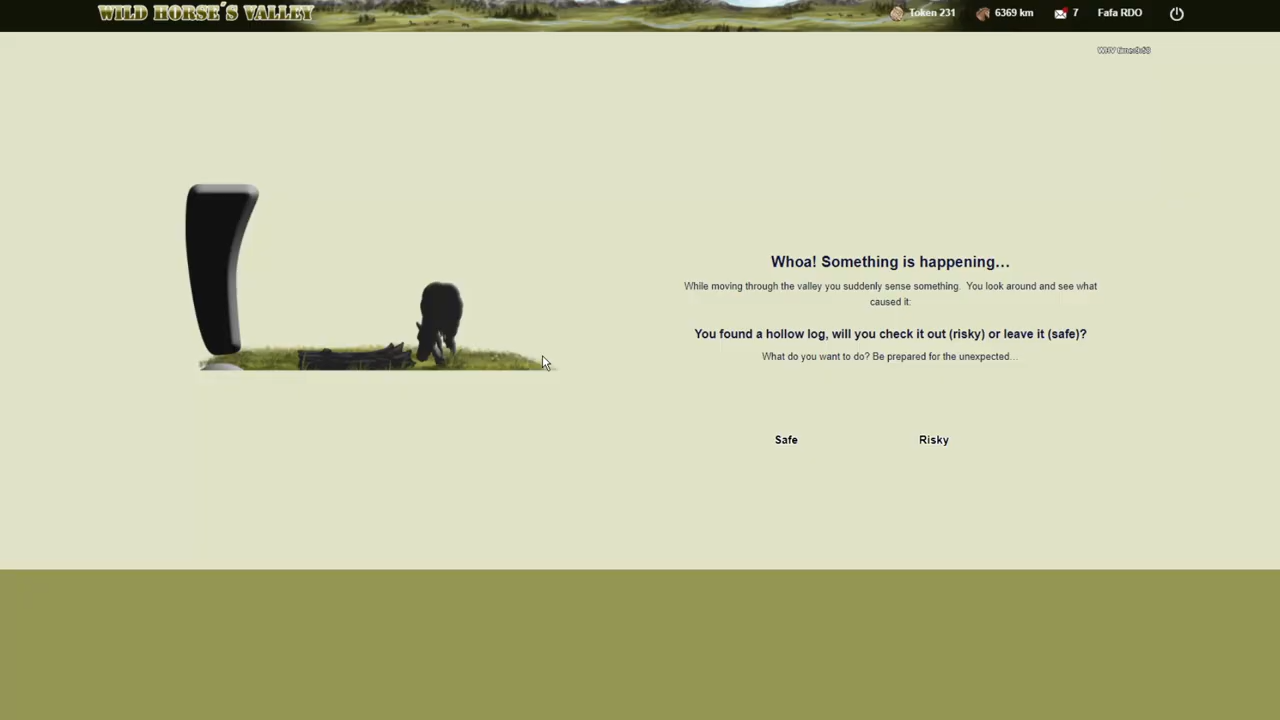 WILD HORSE'S VALLEY
Token 231
6369 km
7
Fafa RDO
Whoa! Something is happening…
While moving through the valley you suddenly sense something. You look around and see what
caused it:
You found a hollow log, will you check it out (risky) or leave it (safe)?
What do you want to do? Be prepared for the unexpected…
Safe
Risky